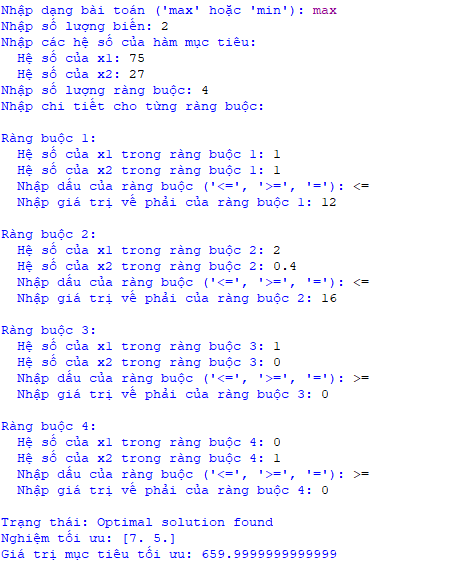 Nhập dạng bài toán ('max' hoặc 'min'): max
Nhập số lượng biến: 2
Nhập các hệ số của hàm mục tiêu:
Hệ số của x1: 75
Hệ số của x2: 27
Nhập số lượng ràng buộc: 4
Nhập chi tiết cho từng ràng buộc:
Ràng buộc 1:
Hệ số của x1 trong ràng buộc 1: 1
Hệ số của x2 trong ràng buộc 1: 1
Nhập dấu của ràng buộc ('<=', '>=', '='): <=
Nhập giá trị vế phải của ràng buộc 1: 12
Ràng buộc 2:
Hệ số của x1 trong ràng buộc 2: 2
Hệ số của x2 trong ràng buộc 2: 0.4
Nhập dấu của ràng buộc ('<=', '>=', '='): <=
Nhập giá trị vế phải của ràng buộc 2: 16
Ràng buộc 3:
Hệ số của x1 trong ràng buộc 3: 1
Hệ số của x2 trong ràng buộc 3: 0
Nhập dấu của ràng buộc ('<=', '>=', '='): >=
Nhập giá trị vế phải của ràng buộc 3: 0
Ràng buộc 4:
Hệ số của x1 trong ràng buộc 4: 0
Hệ số của x2 trong ràng buộc 4: 1
Nhập dấu của ràng buộc ('<=', '>=', '='): >=
Nhập giá trị vế phải của ràng buộc 4: 0
Trạng thái: Optimal solution found
Nghiệm tối ưu: [7. 5.]
Giá trị mục tiêu tối ưu: 659.9999999999999